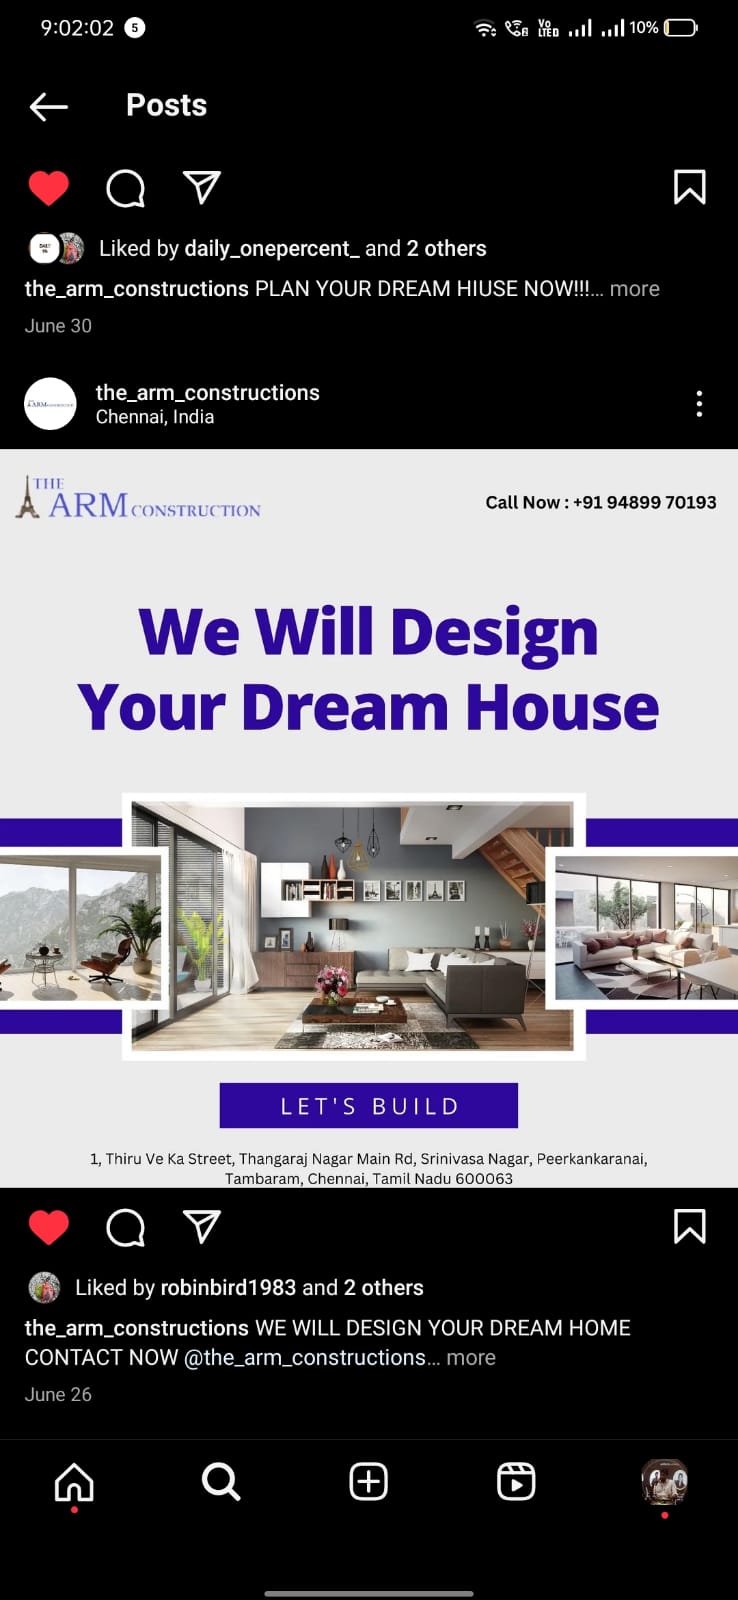 9:02:02 5 Vo LTED 10%
Posts
Liked by daily_onepercent_ and 2 others
the_arm_constructions PLAN YOUR DREAM HIUSE NOW!!!... more
June 30
the_arm_constructions
Chennai, India
THE
ARM CONSTRUCTION
Call Now : +91 94899 70193
We Will Design
Your Dream House
LET'S BUILD
1, Thiru Ve Ka Street, Thangaraj Nagar Main Rd, Srinivasa Nagar, Peerkankaranai,
Tambaram, Chennai, Tamil Nadu 600063
Liked by robinbird1983 and 2 others
the_arm_constructions WE WILL DESIGN YOUR DREAM HOME
CONTACT NOW @the_arm_constructions... more
June 26